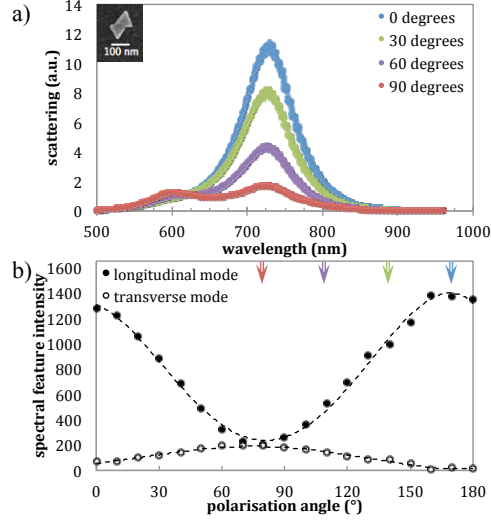 a)
14
12
10
8
6
4
2
0
scattering (a.u.)
100 nm
0 degrees
30 degrees
60 degrees
90 degrees
500 600 700 800 900 1000
wavelength (nm)
b)
1600
1400
1200
1000
800
600
400
200
0
spectral feature intensity
longitudinal mode
transverse mode
0 30 60 90 120 150 180
polarisation angle (°)